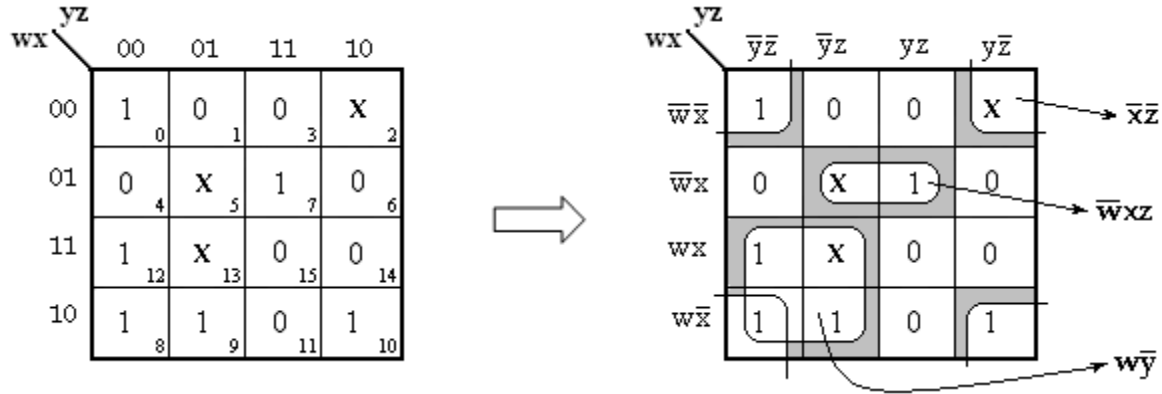 yz yz
wx wx
00 01 11 10 y̅z̅ y̅z yz yz̅
00 1 0 0 x w̅x̅ 1 0 0 x x̅z̅
0 1 3 2
01 0 x 1 0 w̅x 0 x 1 0
4 5 7 6 w̅xz
11 1 x 0 0 wx 1 x 0 0
12 13 15 14
10 1 1 0 1 wx̅ 1 1 0 1
8 9 11 10
wy̅